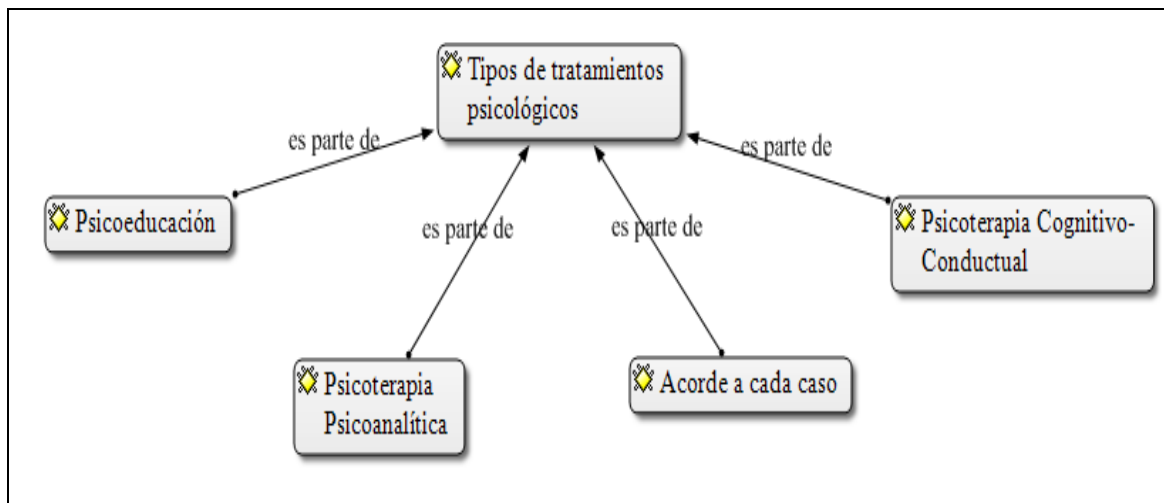 Tipos de tratamientos
psicológicos
es parte de
es parte de
es parte de
es parte de
Psicoeducación
Psicoterapia Cognitivo-
Conductual
Psicoterapia
Psicoanalítica
Acorde a cada caso